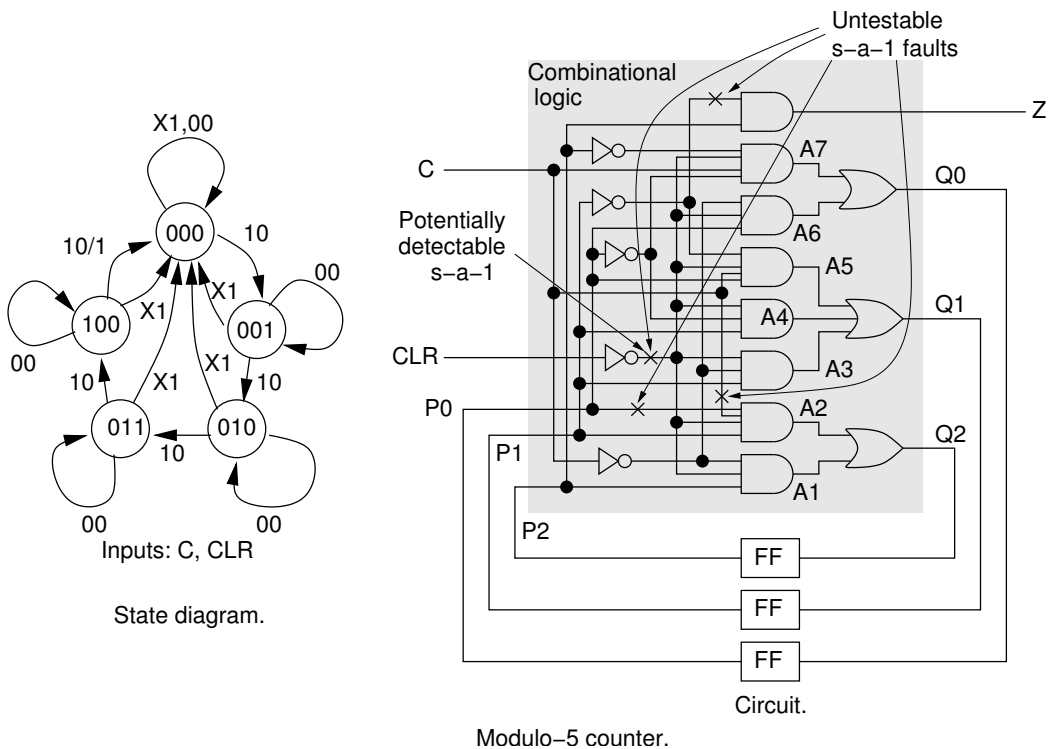 Untestable
s−a−1 faults
Combinational
logic
Z
X1,00
A7
C
Q0
Potentially
detectable
s−a−1
A6
000
10/1
10
00
A5
X1
X1
100
001
A4
Q1
CLR
00
X1
X1
10
10
A3
P0
A2
011
010
10
P1
Q2
A1
00
00
P2
Inputs: C, CLR
FF
State diagram.
FF
FF
Circuit.
Modulo−5 counter.